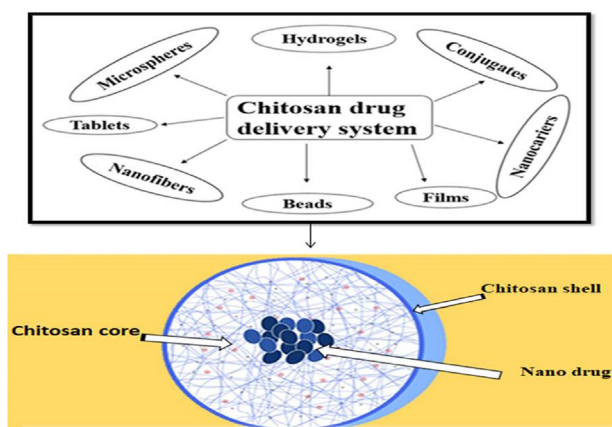 Hydrogels
Microspheres
Conjugates
Chitosan drug
delivery system
Tablets
Nanocariers
Nanofibers
Beads
Films
Chitosan shell
Chitosan core
Nano drug